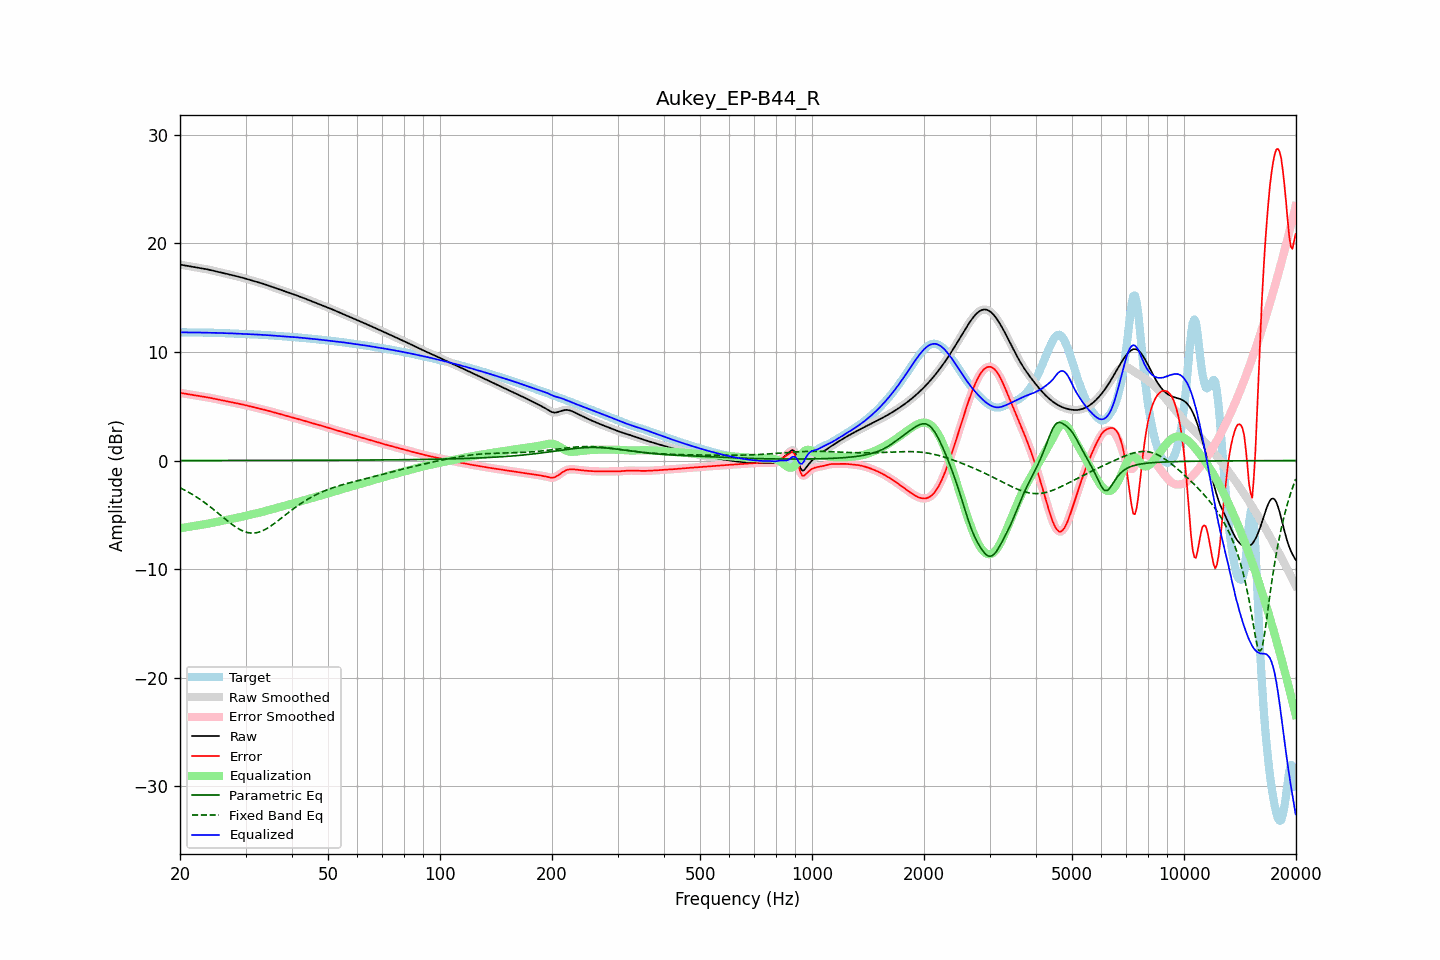 Aukey_EP-B44_R
Amplitude (dBr)
30
20
10
0
−10
−20
−30
Target
Raw Smoothed
Error Smoothed
Raw
Error
Equalization
Parametric Eq
Fixed Band Eq
Equalized
20 50 100 200 500 1000 2000 5000 10000 20000
Frequency (Hz)